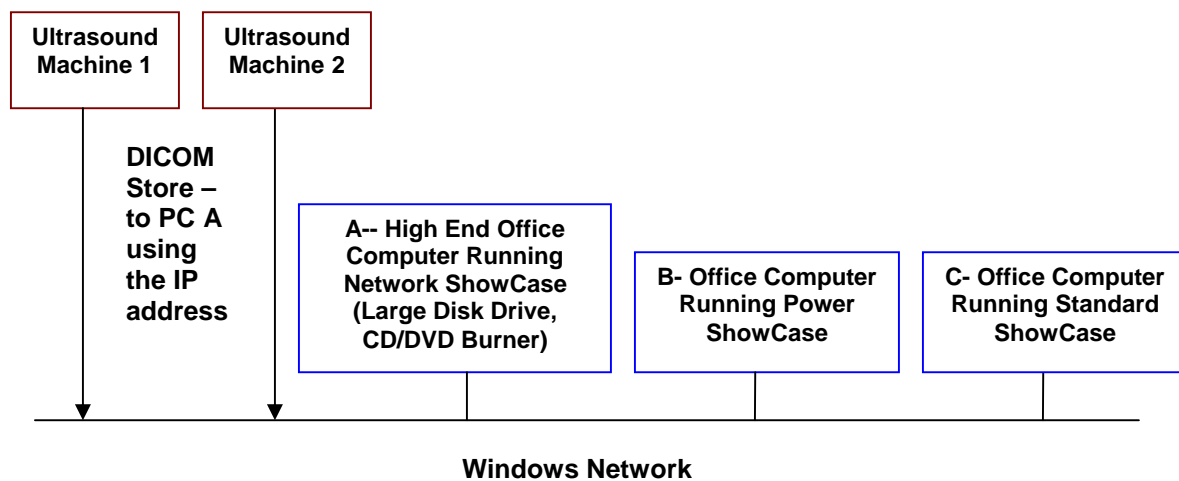 Ultrasound
Machine 1
Ultrasound
Machine 2
DICOM
Store –
to PC A
using
the IP
address
A-- High End Office
Computer Running
Network ShowCase
(Large Disk Drive,
CD/DVD Burner)
B- Office Computer
Running Power
ShowCase
C- Office Computer
Running Standard
ShowCase
Windows Network